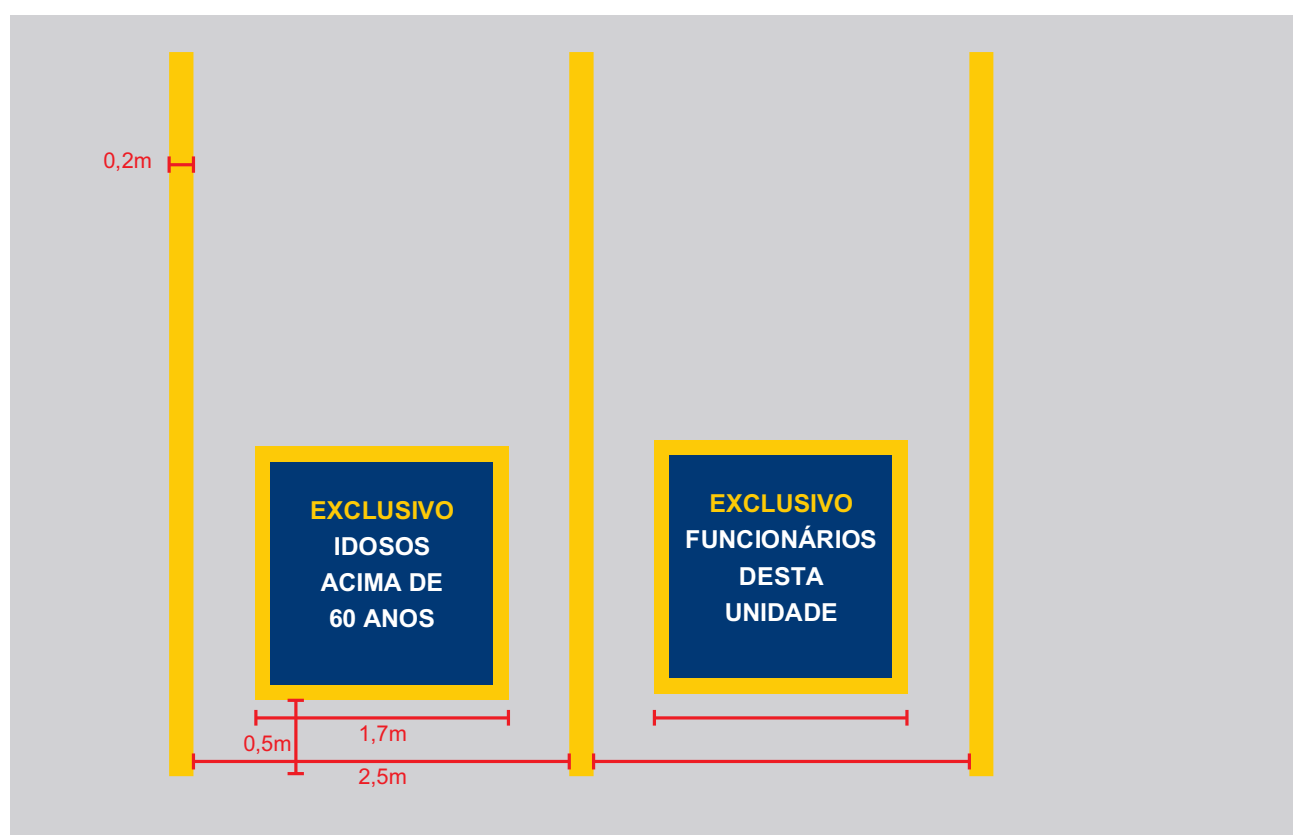 0,2m
EXCLUSIVO
IDOSOS
ACIMA DE
60 ANOS
EXCLUSIVO
FUNCIONÁRIOS
DESTA
UNIDADE
0,5m
1,7m
2,5m